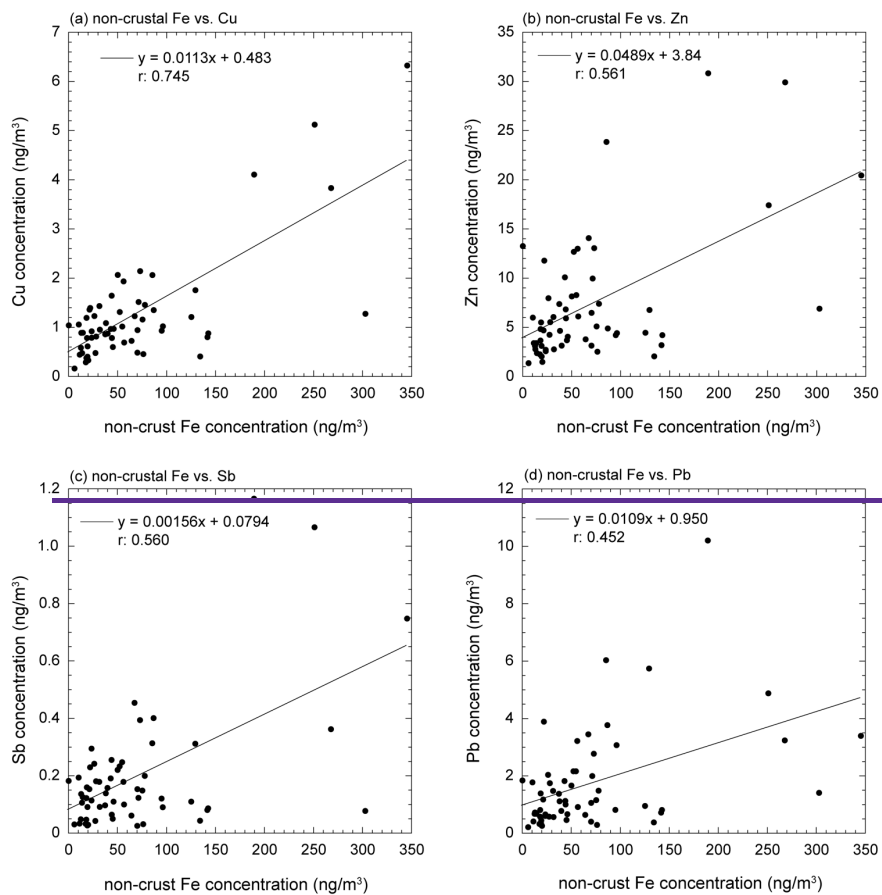 (a) non-crustal Fe vs. Cu
7
6
5
4
3
2
1
0
y = 0.0113x + 0.483
r: 0.745
Cu concentration (ng/m³)
0 50 100 150 200 250 300 350
non-crust Fe concentration (ng/m³)
(b) non-crustal Fe vs. Zn
35
30
25
20
15
10
5
0
y = 0.0489x + 3.84
r: 0.561
Zn concentration (ng/m³)
0 50 100 150 200 250 300 350
non-crust Fe concentration (ng/m³)
(c) non-crustal Fe vs. Sb
1.2
1.0
0.8
0.6
0.4
0.2
0
y = 0.00156x + 0.0794
r: 0.560
Sb concentration (ng/m³)
0 50 100 150 200 250 300 350
non-crust Fe concentration (ng/m³)
(d) non-crustal Fe vs. Pb
12
10
8
6
4
2
0
y = 0.0109x + 0.950
r: 0.452
Pb concentration (ng/m³)
0 50 100 150 200 250 300 350
non-crust Fe concentration (ng/m³)